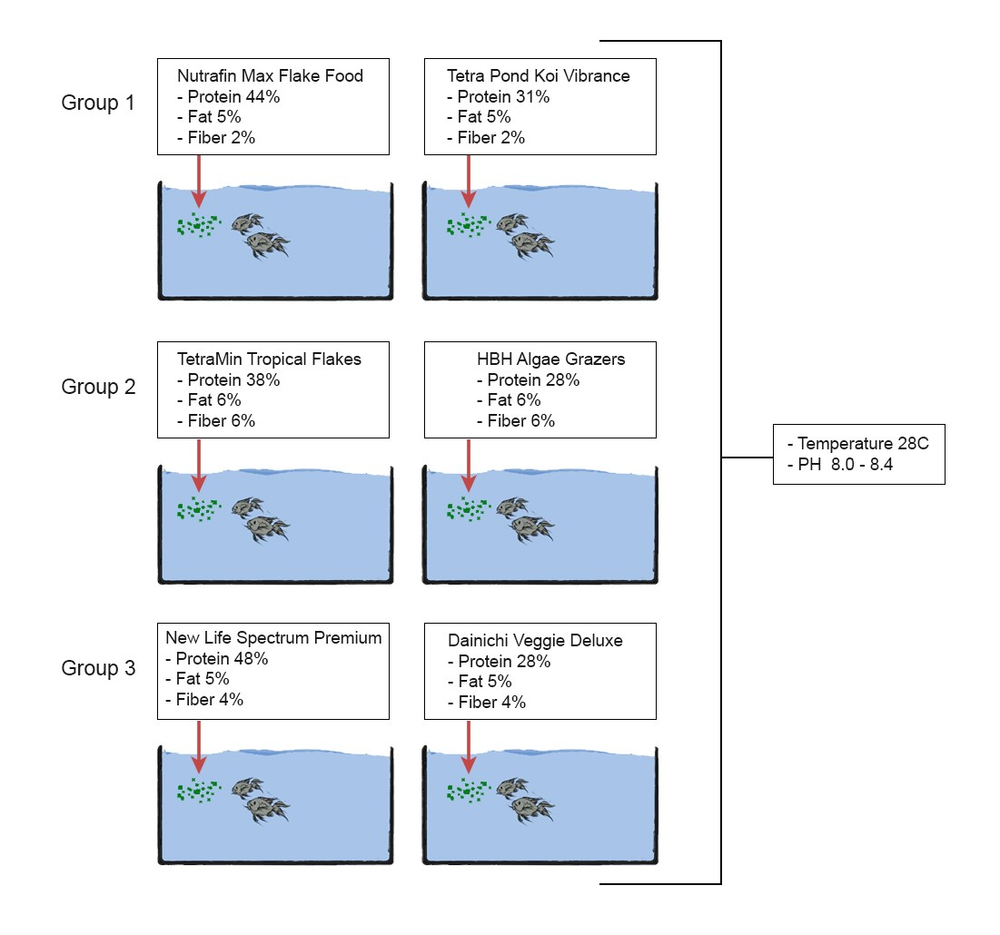 Group 1
Nutrafin Max Flake Food
- Protein 44%
- Fat 5%
- Fiber 2%
Tetra Pond Koi Vibrance
- Protein 31%
- Fat 5%
- Fiber 2%
Group 2
TetraMin Tropical Flakes
- Protein 38%
- Fat 6%
- Fiber 6%
HBH Algae Grazers
- Protein 28%
- Fat 6%
- Fiber 6%
Group 3
New Life Spectrum Premium
- Protein 48%
- Fat 5%
- Fiber 4%
Dainichi Veggie Deluxe
- Protein 28%
- Fat 5%
- Fiber 4%
- Temperature 28C
- PH 8.0 - 8.4